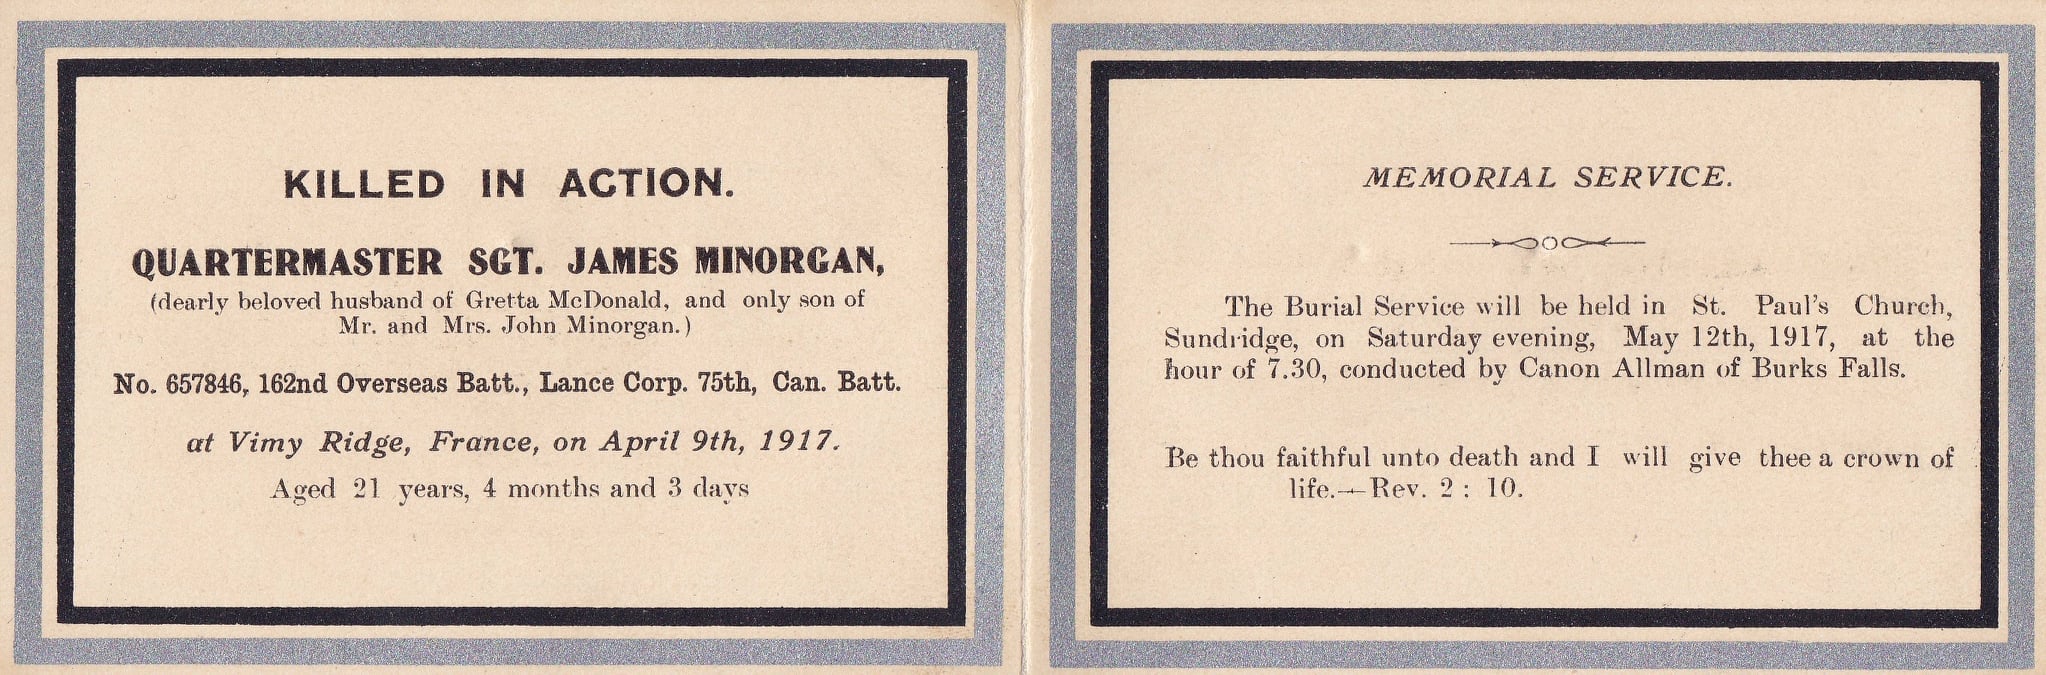 KILLED IN ACTION.
QUARTERMASTER SGT. JAMES MINORGAN,
(dearly beloved husband of Gretta McDonald, and only son of
Mr. and Mrs. John Minorgan.)
No. 657846, 162nd Overseas Batt., Lance Corp. 75th, Can. Batt.
at Vimy Ridge, France, on April 9th, 1917.
Aged 21 years, 4 months and 3 days
MEMORIAL SERVICE.
The Burial Service will be held in St. Paul's Church,
Sundridge, on Saturday evening, May 12th, 1917, at the
hour of 7.30, conducted by Canon Allman of Burks Falls.
Be thou faithful unto death and I will give thee a crown of
life.—Rev. 2 : 10.